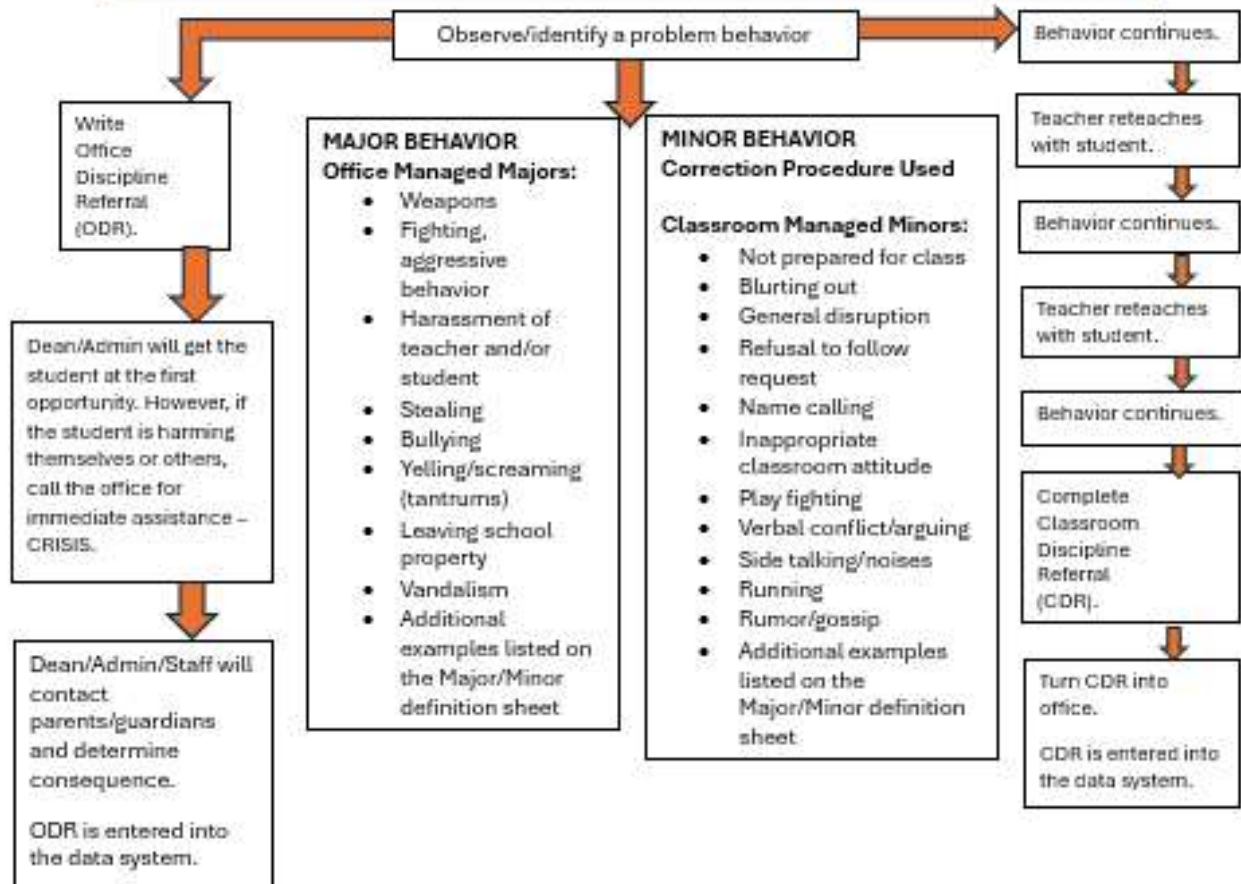 Observe/identify a problem behavior
Write
Office
Discipline
Referral
(ODR).
Dean/Admin will get the
student at the first
opportunity. However, if
the student is harming
themselves or others,
call the office for
immediate assistance –
CRISIS.
Dean/Admin/Staff will
contact
parents/guardians
and determine
consequence.
ODR is entered into
the data system.
MAJOR BEHAVIOR
Office Managed Majors:
• Weapons
• Fighting,
aggressive
behavior
• Harassment of
teacher and/or
student
• Stealing
• Bullying
• Yelling/screaming
(tantrums)
• Leaving school
property
• Vandalism
• Additional
examples listed on
the Major/Minor
definition sheet
MINOR BEHAVIOR
Correction Procedure Used
Classroom Managed Minors:
• Not prepared for class
• Blurting out
• General disruption
• Refusal to follow
request
• Name calling
• Inappropriate
classroom attitude
• Play fighting
• Verbal conflict/arguing
• Side talking/noises
• Running
• Rumor/gossip
• Additional examples
listed on the
Major/Minor definition
sheet
Behavior continues.
Teacher reteaches
with student.
Behavior continues.
Teacher reteaches
with student.
Behavior continues.
Complete
Classroom
Discipline
Referral
(CDR).
Turn CDR into
office.
CDR is entered into
the data system.